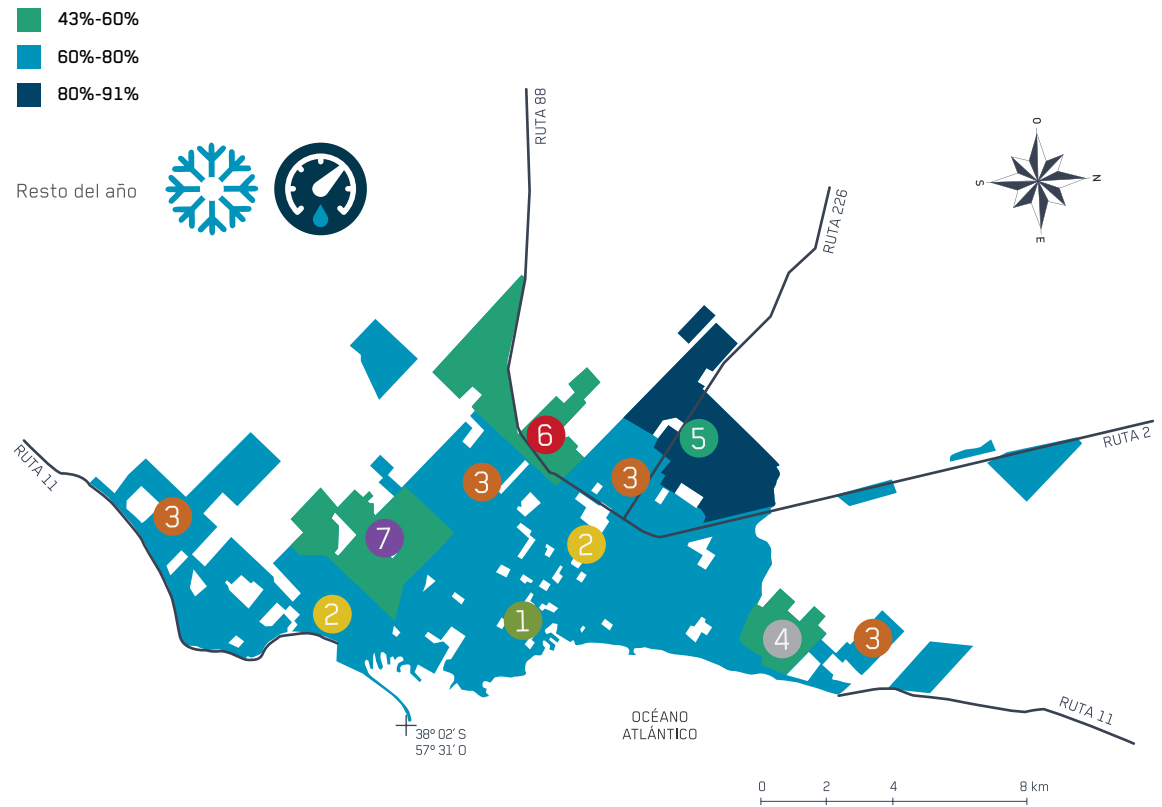 43%-60%
60%-80%
80%-91%
Resto del año
RUTA 88
RUTA 226
O
N
S
E
RUTA 2
RUTA 11
6
5
3
3
3
7
2
2
1
4
3
RUTA 11
OCÉANO
ATLÁNTICO
38º 02' S
57º 31' O
0 2 4 8 km